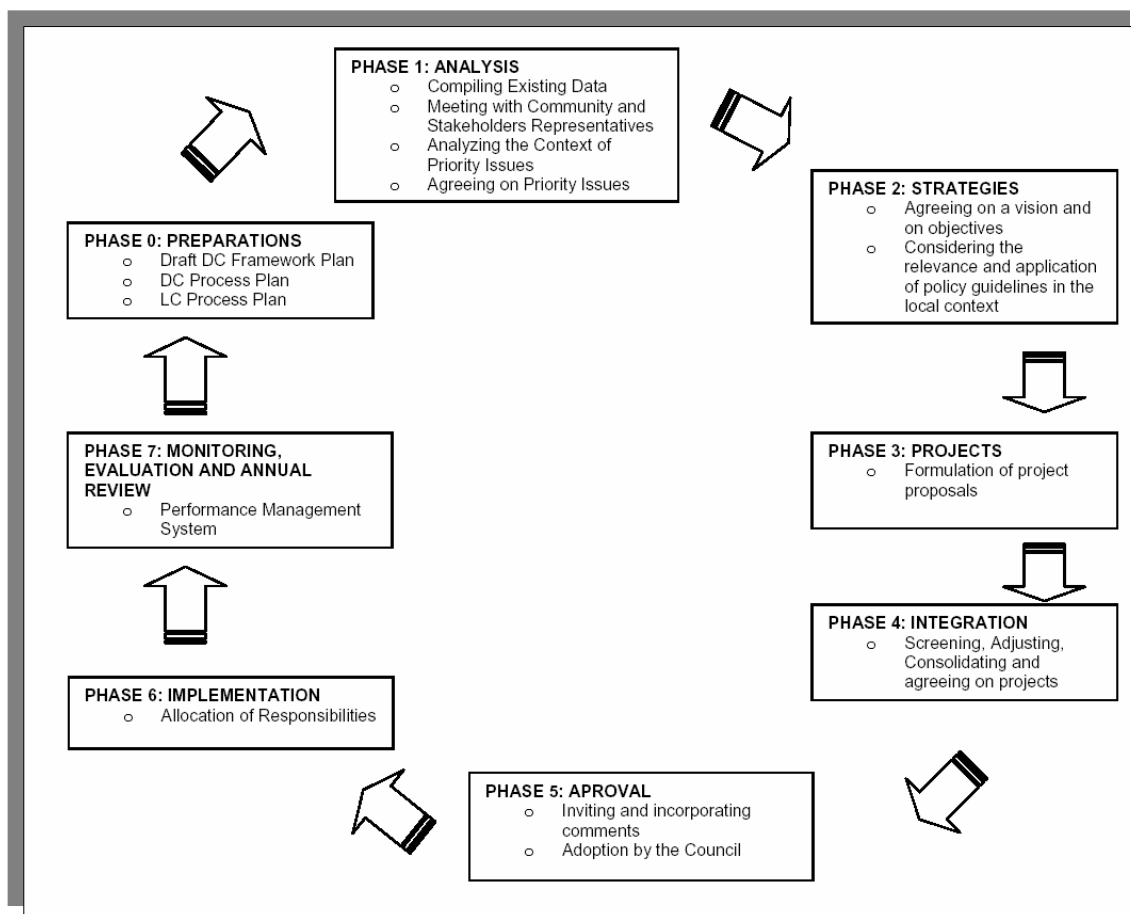 PHASE 1: ANALYSIS
o Compiling Existing Data
o Meeting with Community and
Stakeholders Representatives
o Analyzing the Context of
Priority Issues
o Agreeing on Priority Issues
PHASE 2: STRATEGIES
o Agreeing on a vision and
on objectives
o Considering the
relevance and application
of policy guidelines in the
local context
PHASE 0: PREPARATIONS
o Draft DC Framework Plan
o DC Process Plan
o LC Process Plan
PHASE 3: PROJECTS
o Formulation of project
proposals
PHASE 7: MONITORING,
EVALUATION AND ANNUAL
REVIEW
o Performance Management
System
PHASE 4: INTEGRATION
o Screening, Adjusting,
Consolidating and
agreeing on projects
PHASE 6: IMPLEMENTATION
o Allocation of Responsibilities
PHASE 5: APROVAL
o Inviting and incorporating
comments
o Adoption by the Council